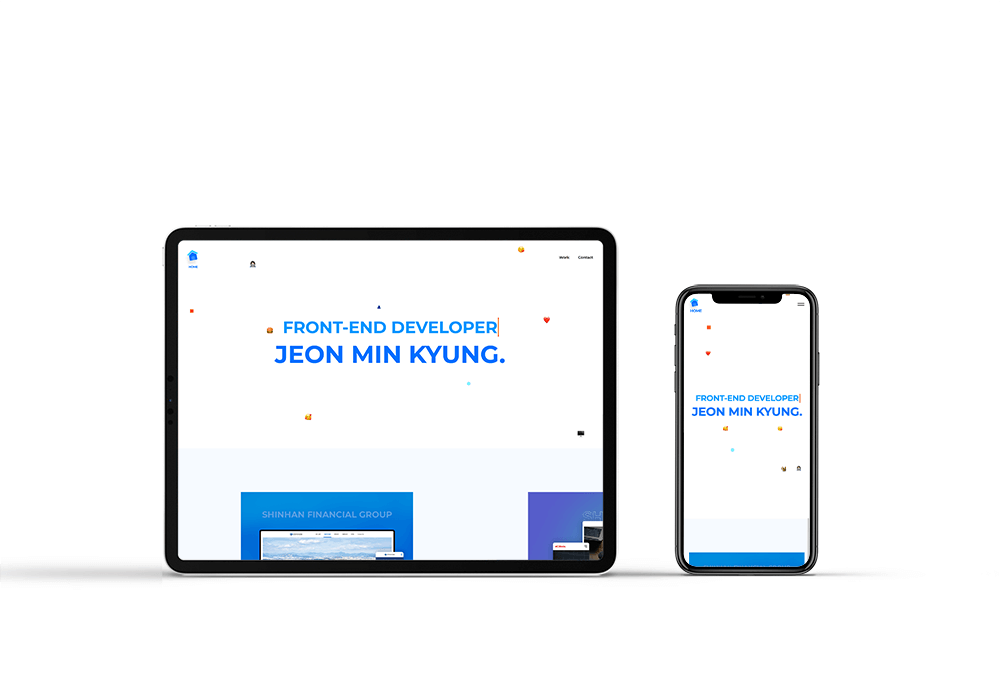 HOME
Work Contact
FRONT-END DEVELOPER
JEON MIN KYUNG.
SHINHAN FINANCIAL GROUP
HOME
FRONT-END DEVELOPER
JEON MIN KYUNG.